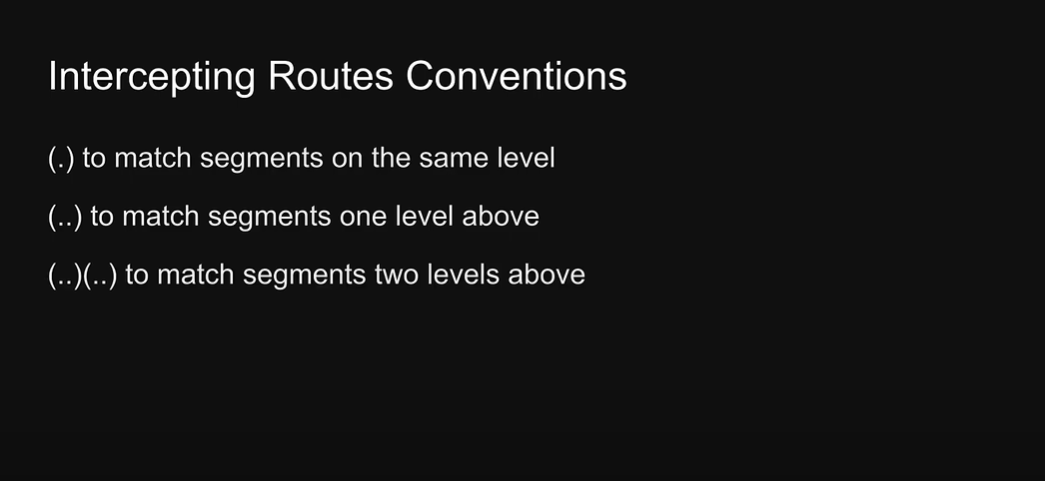 Intercepting Routes Conventions
(.) to match segments on the same level
(..) to match segments one level above
(..)(..) to match segments two levels above